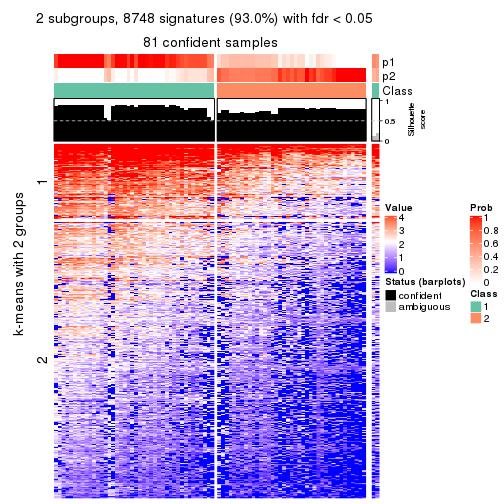 2 subgroups, 8748 signatures (93.0%) with fdr < 0.05
81 confident samples
p1
p2
Class
1
0.5
0
Silhouette
score
k-means with 2 groups
1
2
Value
4
3
2
1
0
Status (barplots)
confident
ambiguous
Prob
1
0.8
0.6
0.4
0.2
0
Class
1
2